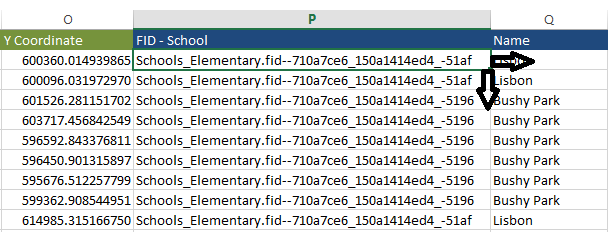 O P Q
Y Coordinate FID - School Name
600360.014939865 Schools_Elementary.fid--710a7ce6_150a1414ed4_-51af Lisbon
600096.031972970 Schools_Elementary.fid--710a7ce6_150a1414ed4_-51af Lisbon
601526.281151702 Schools_Elementary.fid--710a7ce6_150a1414ed4_-5196 Bushy Park
603717.456842549 Schools_Elementary.fid--710a7ce6_150a1414ed4_-5196 Bushy Park
596592.843376811 Schools_Elementary.fid--710a7ce6_150a1414ed4_-5196 Bushy Park
596450.901315897 Schools_Elementary.fid--710a7ce6_150a1414ed4_-5196 Bushy Park
595676.512257799 Schools_Elementary.fid--710a7ce6_150a1414ed4_-5196 Bushy Park
599362.908544951 Schools_Elementary.fid--710a7ce6_150a1414ed4_-5196 Bushy Park
614985.315166750 Schools_Elementary.fid--710a7ce6_150a1414ed4_-51af Lisbon